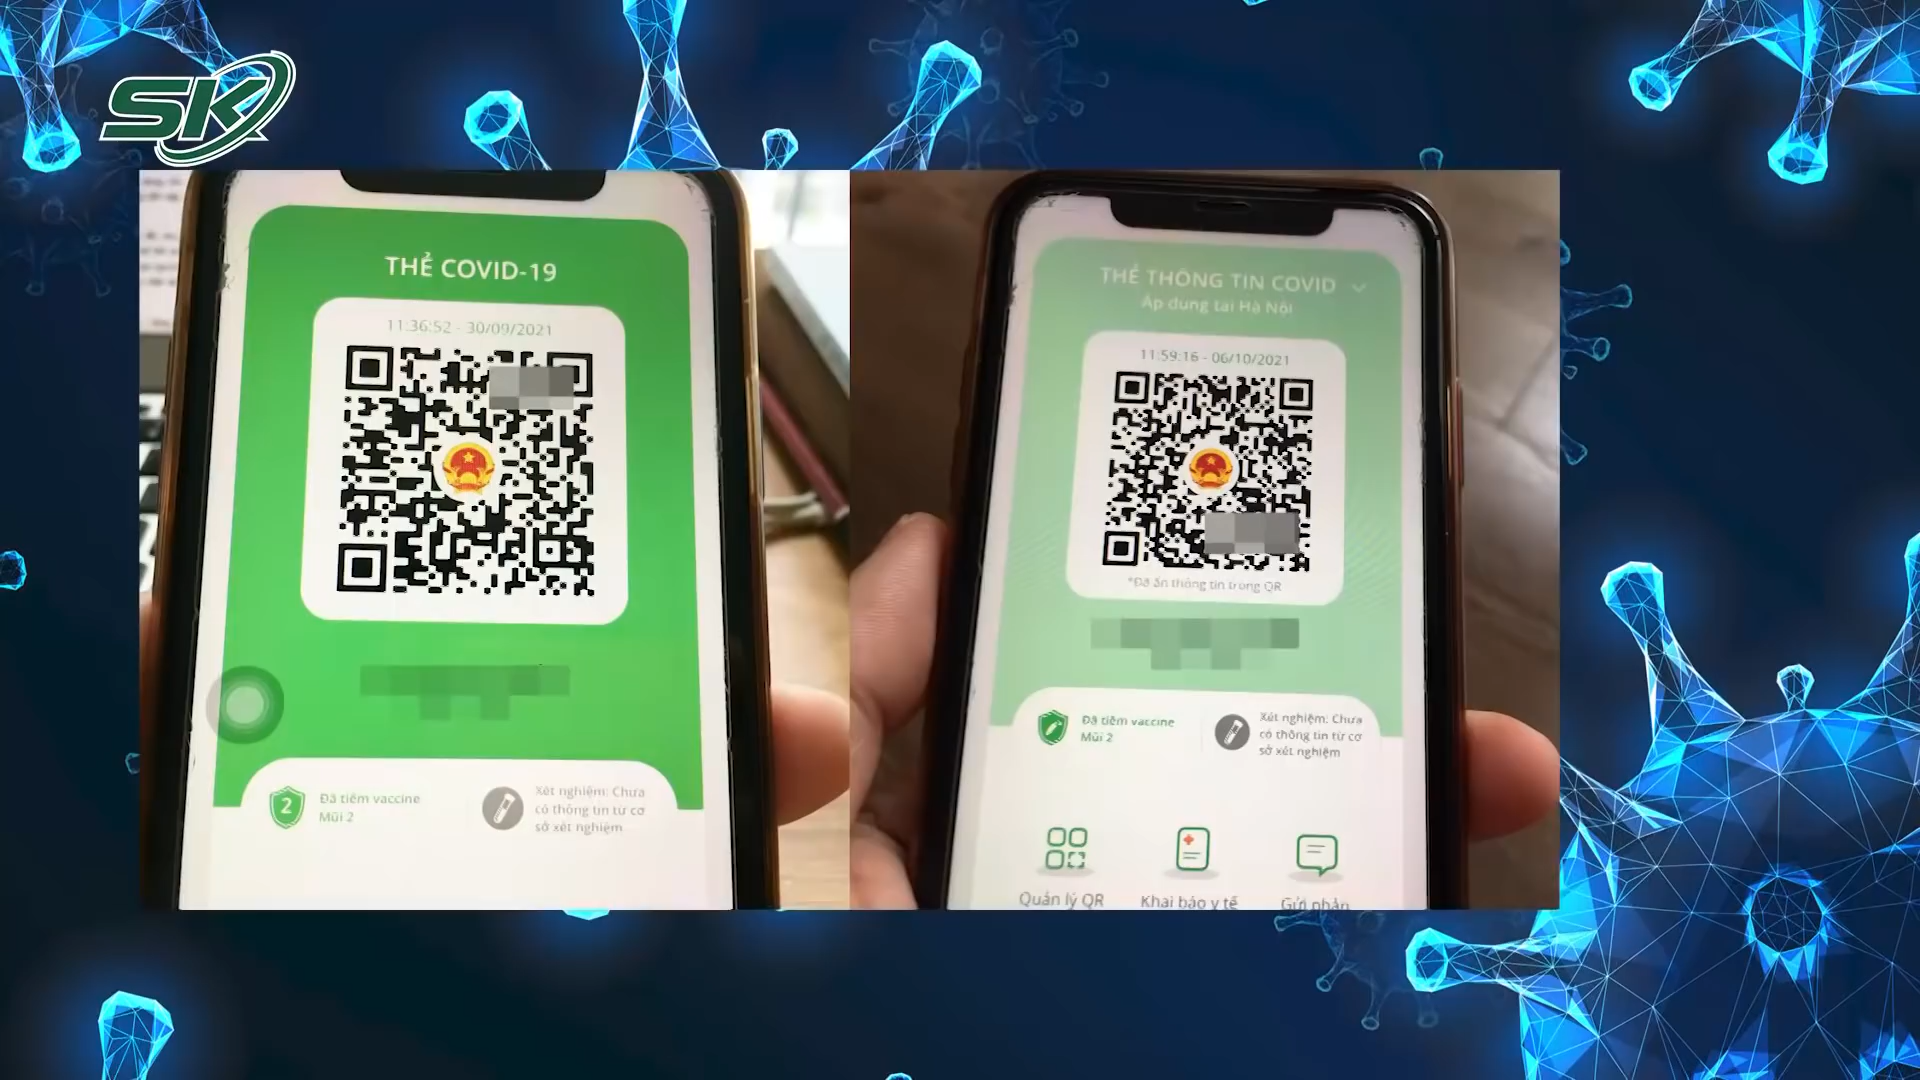 SK
THẺ COVID-19
11:36:52 - 30/09/2021
2
Đã tiêm vaccine
Mũi 2
Xét nghiệm: Chưa
có thông tin từ cơ
sở xét nghiệm
THẺ THÔNG TIN COVID
Áp dụng tại Hà Nội
11:59:16 - 06/10/2021
*Đã ẩn thông tin trong QR
Đã tiêm vaccine
Mũi 2
Xét nghiệm: Chưa
có thông tin từ cơ
sở xét nghiệm
Quản lý QR
Khai báo y tế
Gửi phản